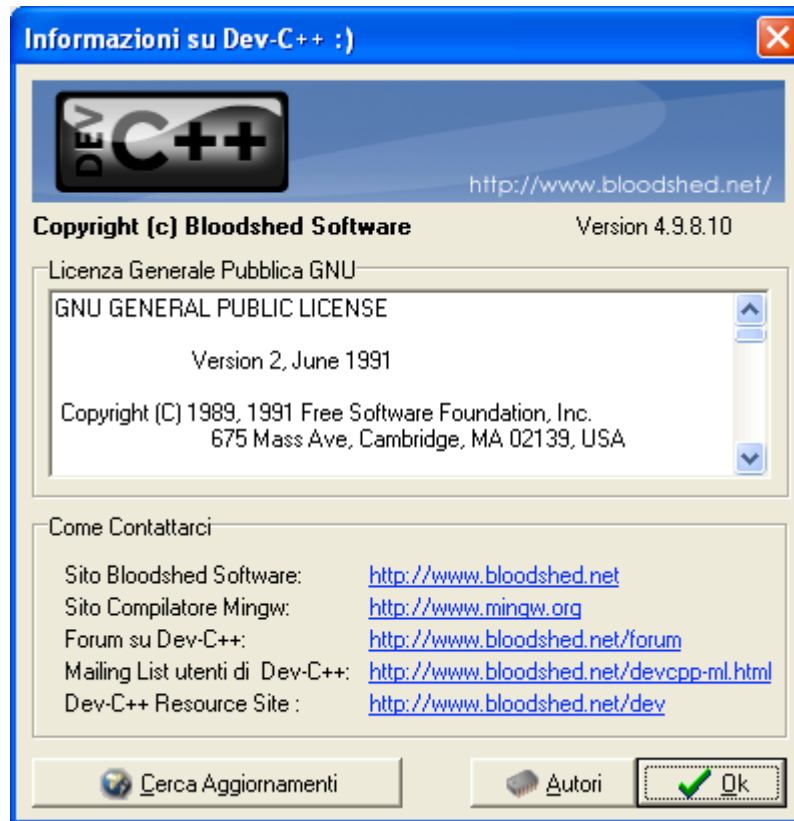 Informazioni su Dev-C++ :)
DEV C++
http://www.bloodshed.net/
Copyright (c) Bloodshed Software Version 4.9.8.10
Licenza Generale Pubblica GNU
GNU GENERAL PUBLIC LICENSE
Version 2, June 1991
Copyright (C) 1989, 1991 Free Software Foundation, Inc.
675 Mass Ave, Cambridge, MA 02139, USA
Come Contattarci
Sito Bloodshed Software: http://www.bloodshed.net
Sito Compilatore Mingw: http://www.mingw.org
Forum su Dev-C++: http://www.bloodshed.net/forum
Mailing List utenti di Dev-C++: http://www.bloodshed.net/devcpp-ml.html
Dev-C++ Resource Site : http://www.bloodshed.net/dev
Cerca Aggiornamenti Autori Ok